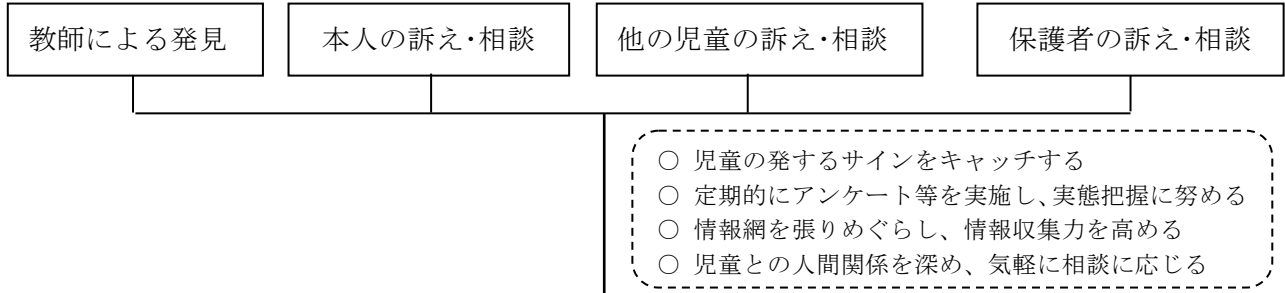 教師による発見
本人の訴え･相談
他の児童の訴え･相談
保護者の訴え･相談
○ 児童の発するサインをキャッチする
○ 定期的にアンケート等を実施し、実態把握に努める
○ 情報網を張りめぐらし、情報収集力を高める
○ 児童との人間関係を深め、気軽に相談に応じる